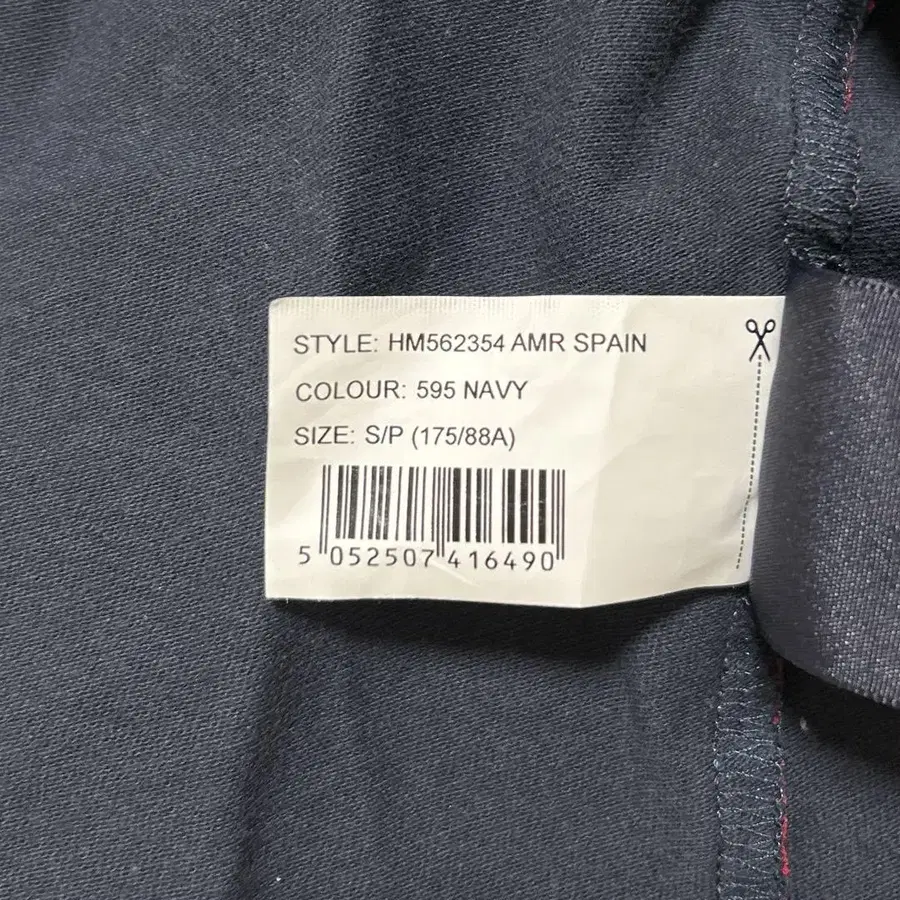 STYLE: HM562354 AMR SPAIN
COLOUR: 595 NAVY
SIZE: S/P (175/88A)
5 052507 416490